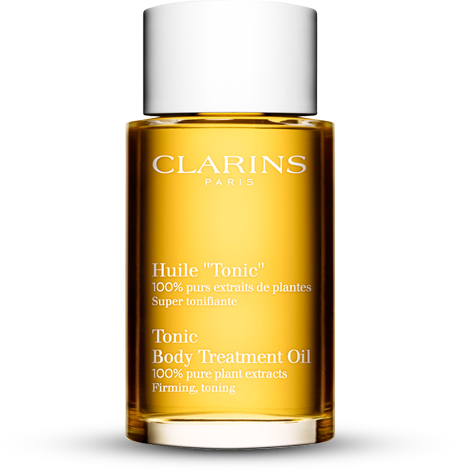 CLARINS
PARIS
Huile "Tonic"
100% purs extraits de plantes
Super tonifiante
Tonic
Body Treatment Oil
100% pure plant extracts
Firming, toning